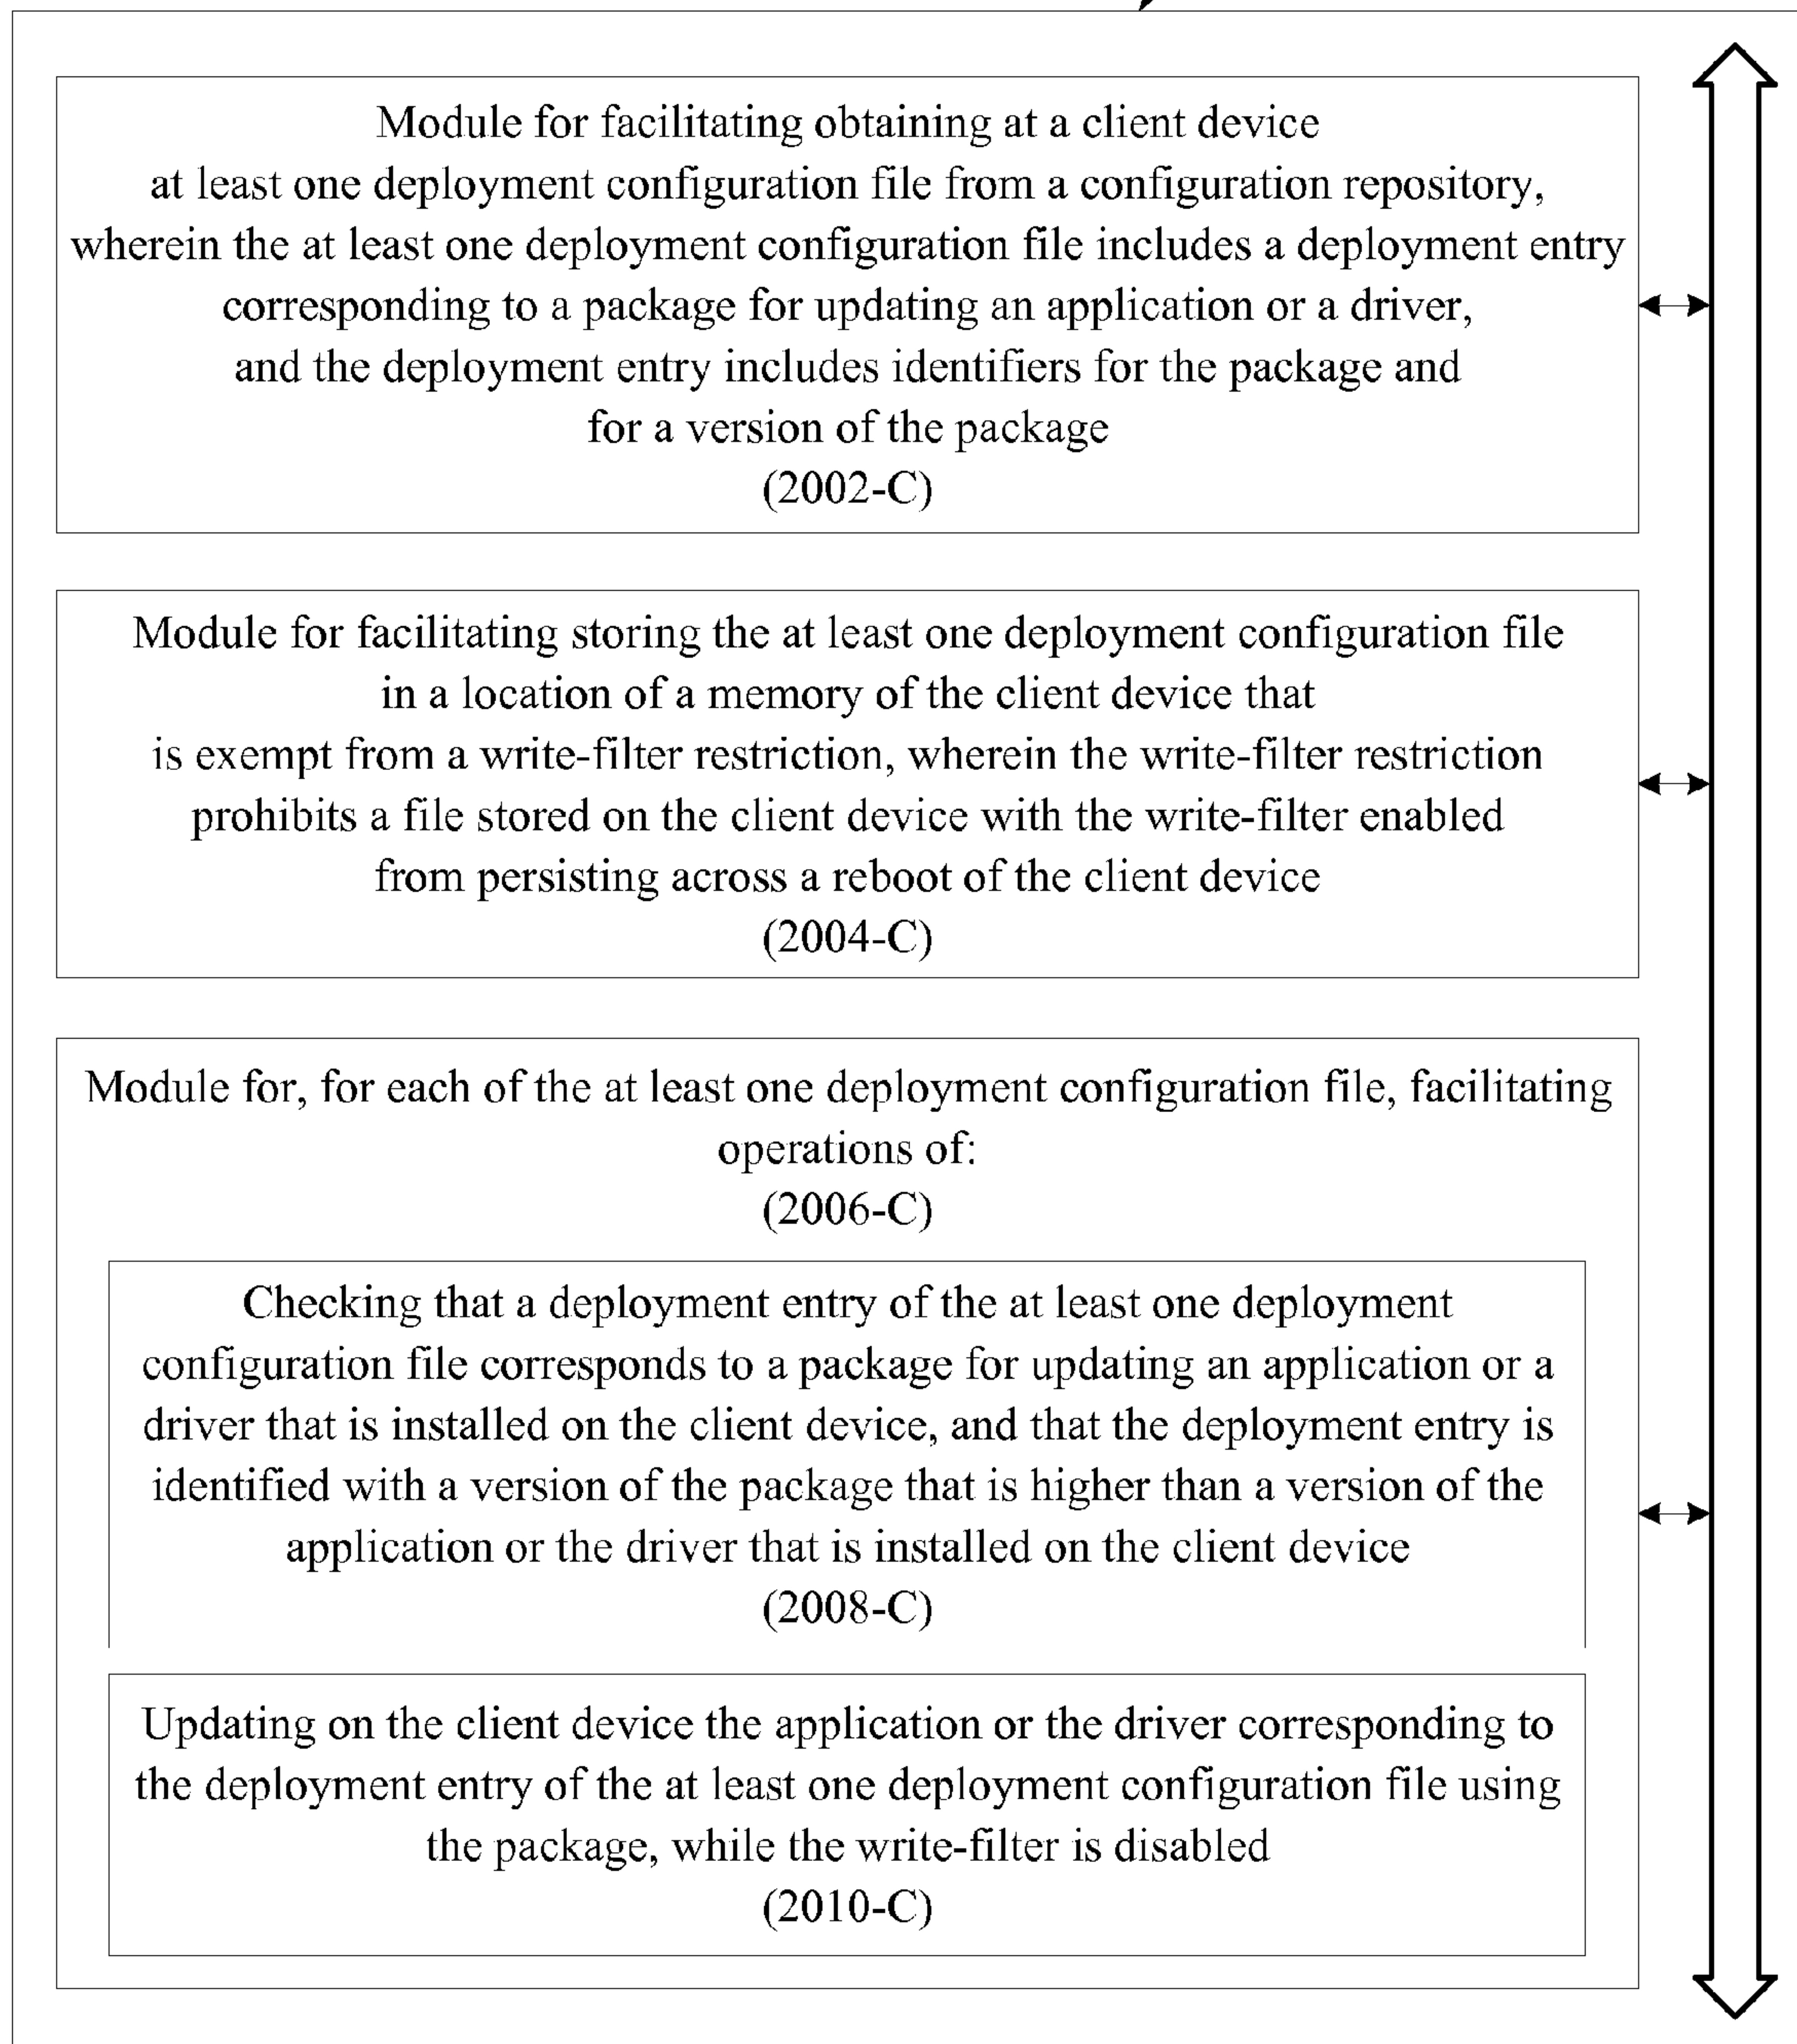 Module for facilitating obtaining at a client device
at least one deployment configuration file from a configuration repository,
wherein the at least one deployment configuration file includes a deployment entry
corresponding to a package for updating an application or a driver,
and the deployment entry includes identifiers for the package and
for a version of the package
(2002-C)
Module for facilitating storing the at least one deployment configuration file
in a location of a memory of the client device that
is exempt from a write-filter restriction, wherein the write-filter restriction
prohibits a file stored on the client device with the write-filter enabled
from persisting across a reboot of the client device
(2004-C)
Module for, for each of the at least one deployment configuration file, facilitating
operations of:
(2006-C)
Checking that a deployment entry of the at least one deployment
configuration file corresponds to a package for updating an application or a
driver that is installed on the client device, and that the deployment entry is
identified with a version of the package that is higher than a version of the
application or the driver that is installed on the client device
(2008-C)
Updating on the client device the application or the driver corresponding to
the deployment entry of the at least one deployment configuration file using
the package, while the write-filter is disabled
(2010-C)